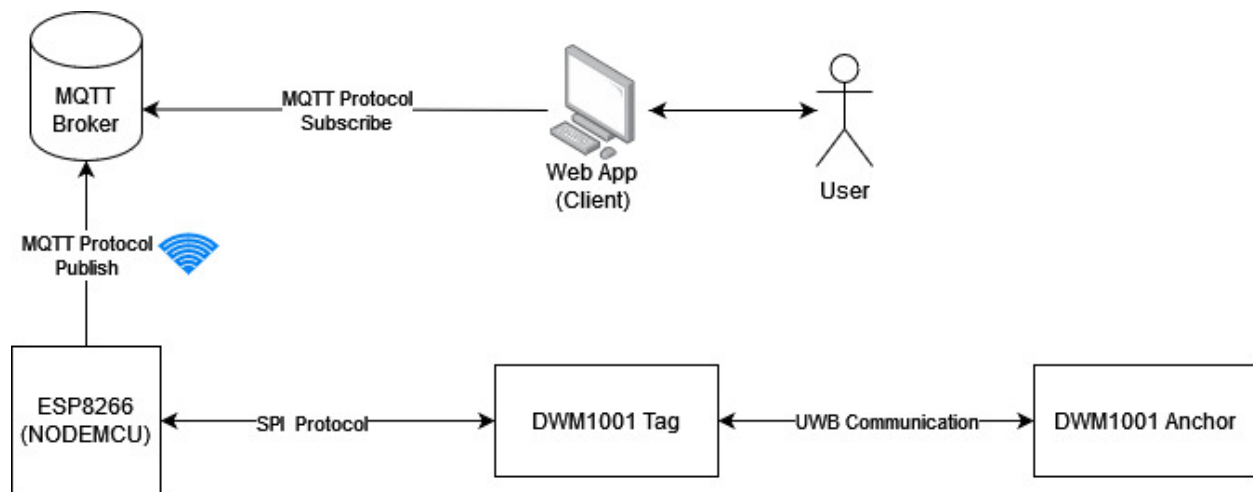 MQTT
Broker
MQTT Protocol
Subscribe
Web App
(Client)
User
MQTT Protocol
Publish
ESP8266
(NODEMCU)
SPI Protocol
DWM1001 Tag
UWB Communication
DWM1001 Anchor